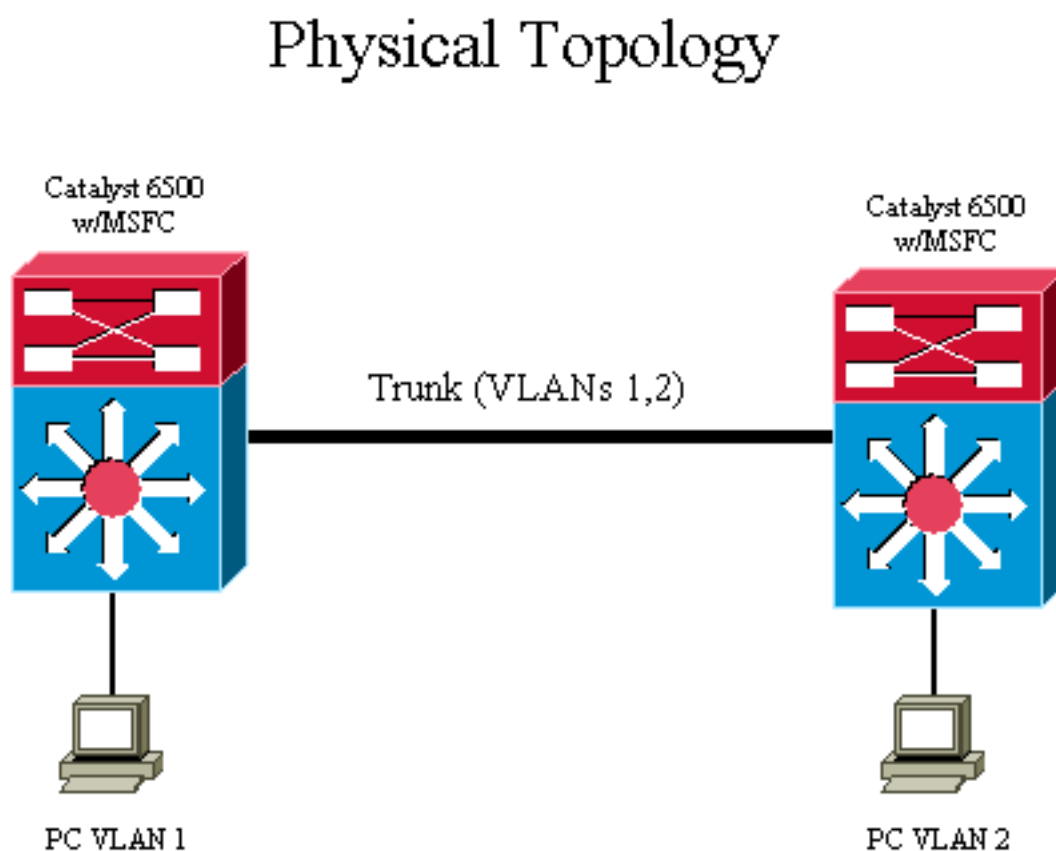 Physical Topology
Catalyst 6500
w/MSFC
Catalyst 6500
w/MSFC
Trunk (VLANs 1,2)
PC VLAN 1
PC VLAN 2